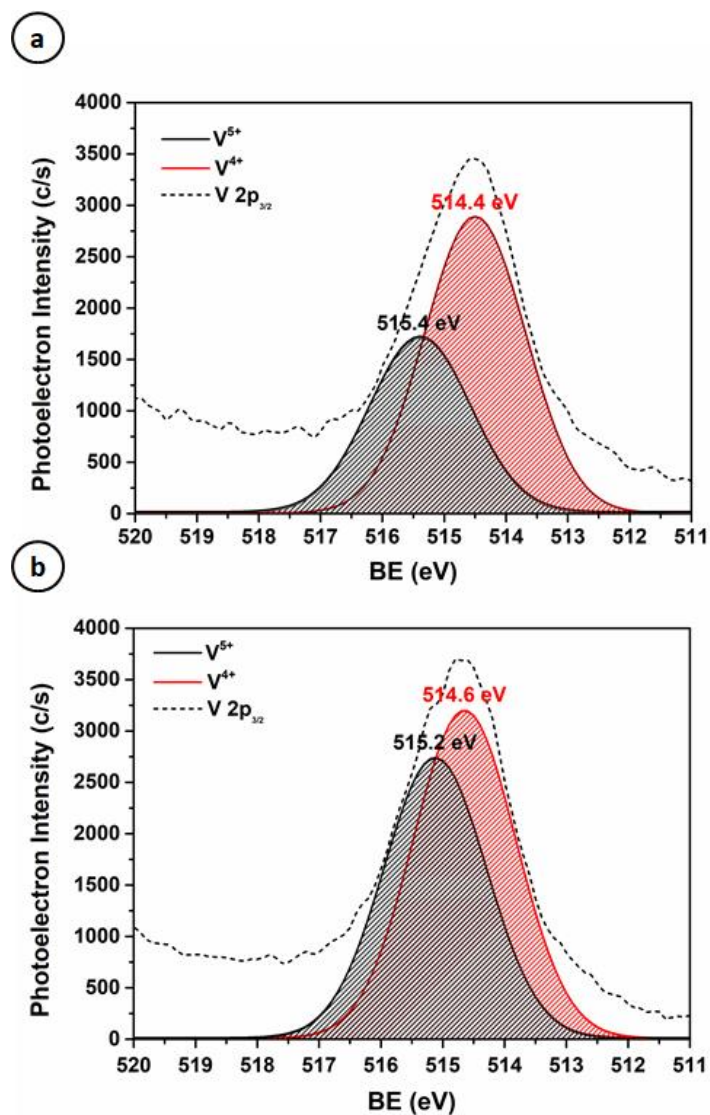 a
4000
3500
3000
2500
2000
1500
1000
500
0
Photoelectron Intensity (c/s)
V⁵⁺
V⁴⁺
V 2p₃/₂
514.4 eV
515.4 eV
520 519 518 517 516 515 514 513 512 511
BE (eV)
b
4000
3500
3000
2500
2000
1500
1000
500
0
Photoelectron Intensity (c/s)
V⁵⁺
V⁴⁺
V 2p₃/₂
514.6 eV
515.2 eV
520 519 518 517 516 515 514 513 512 511
BE (eV)